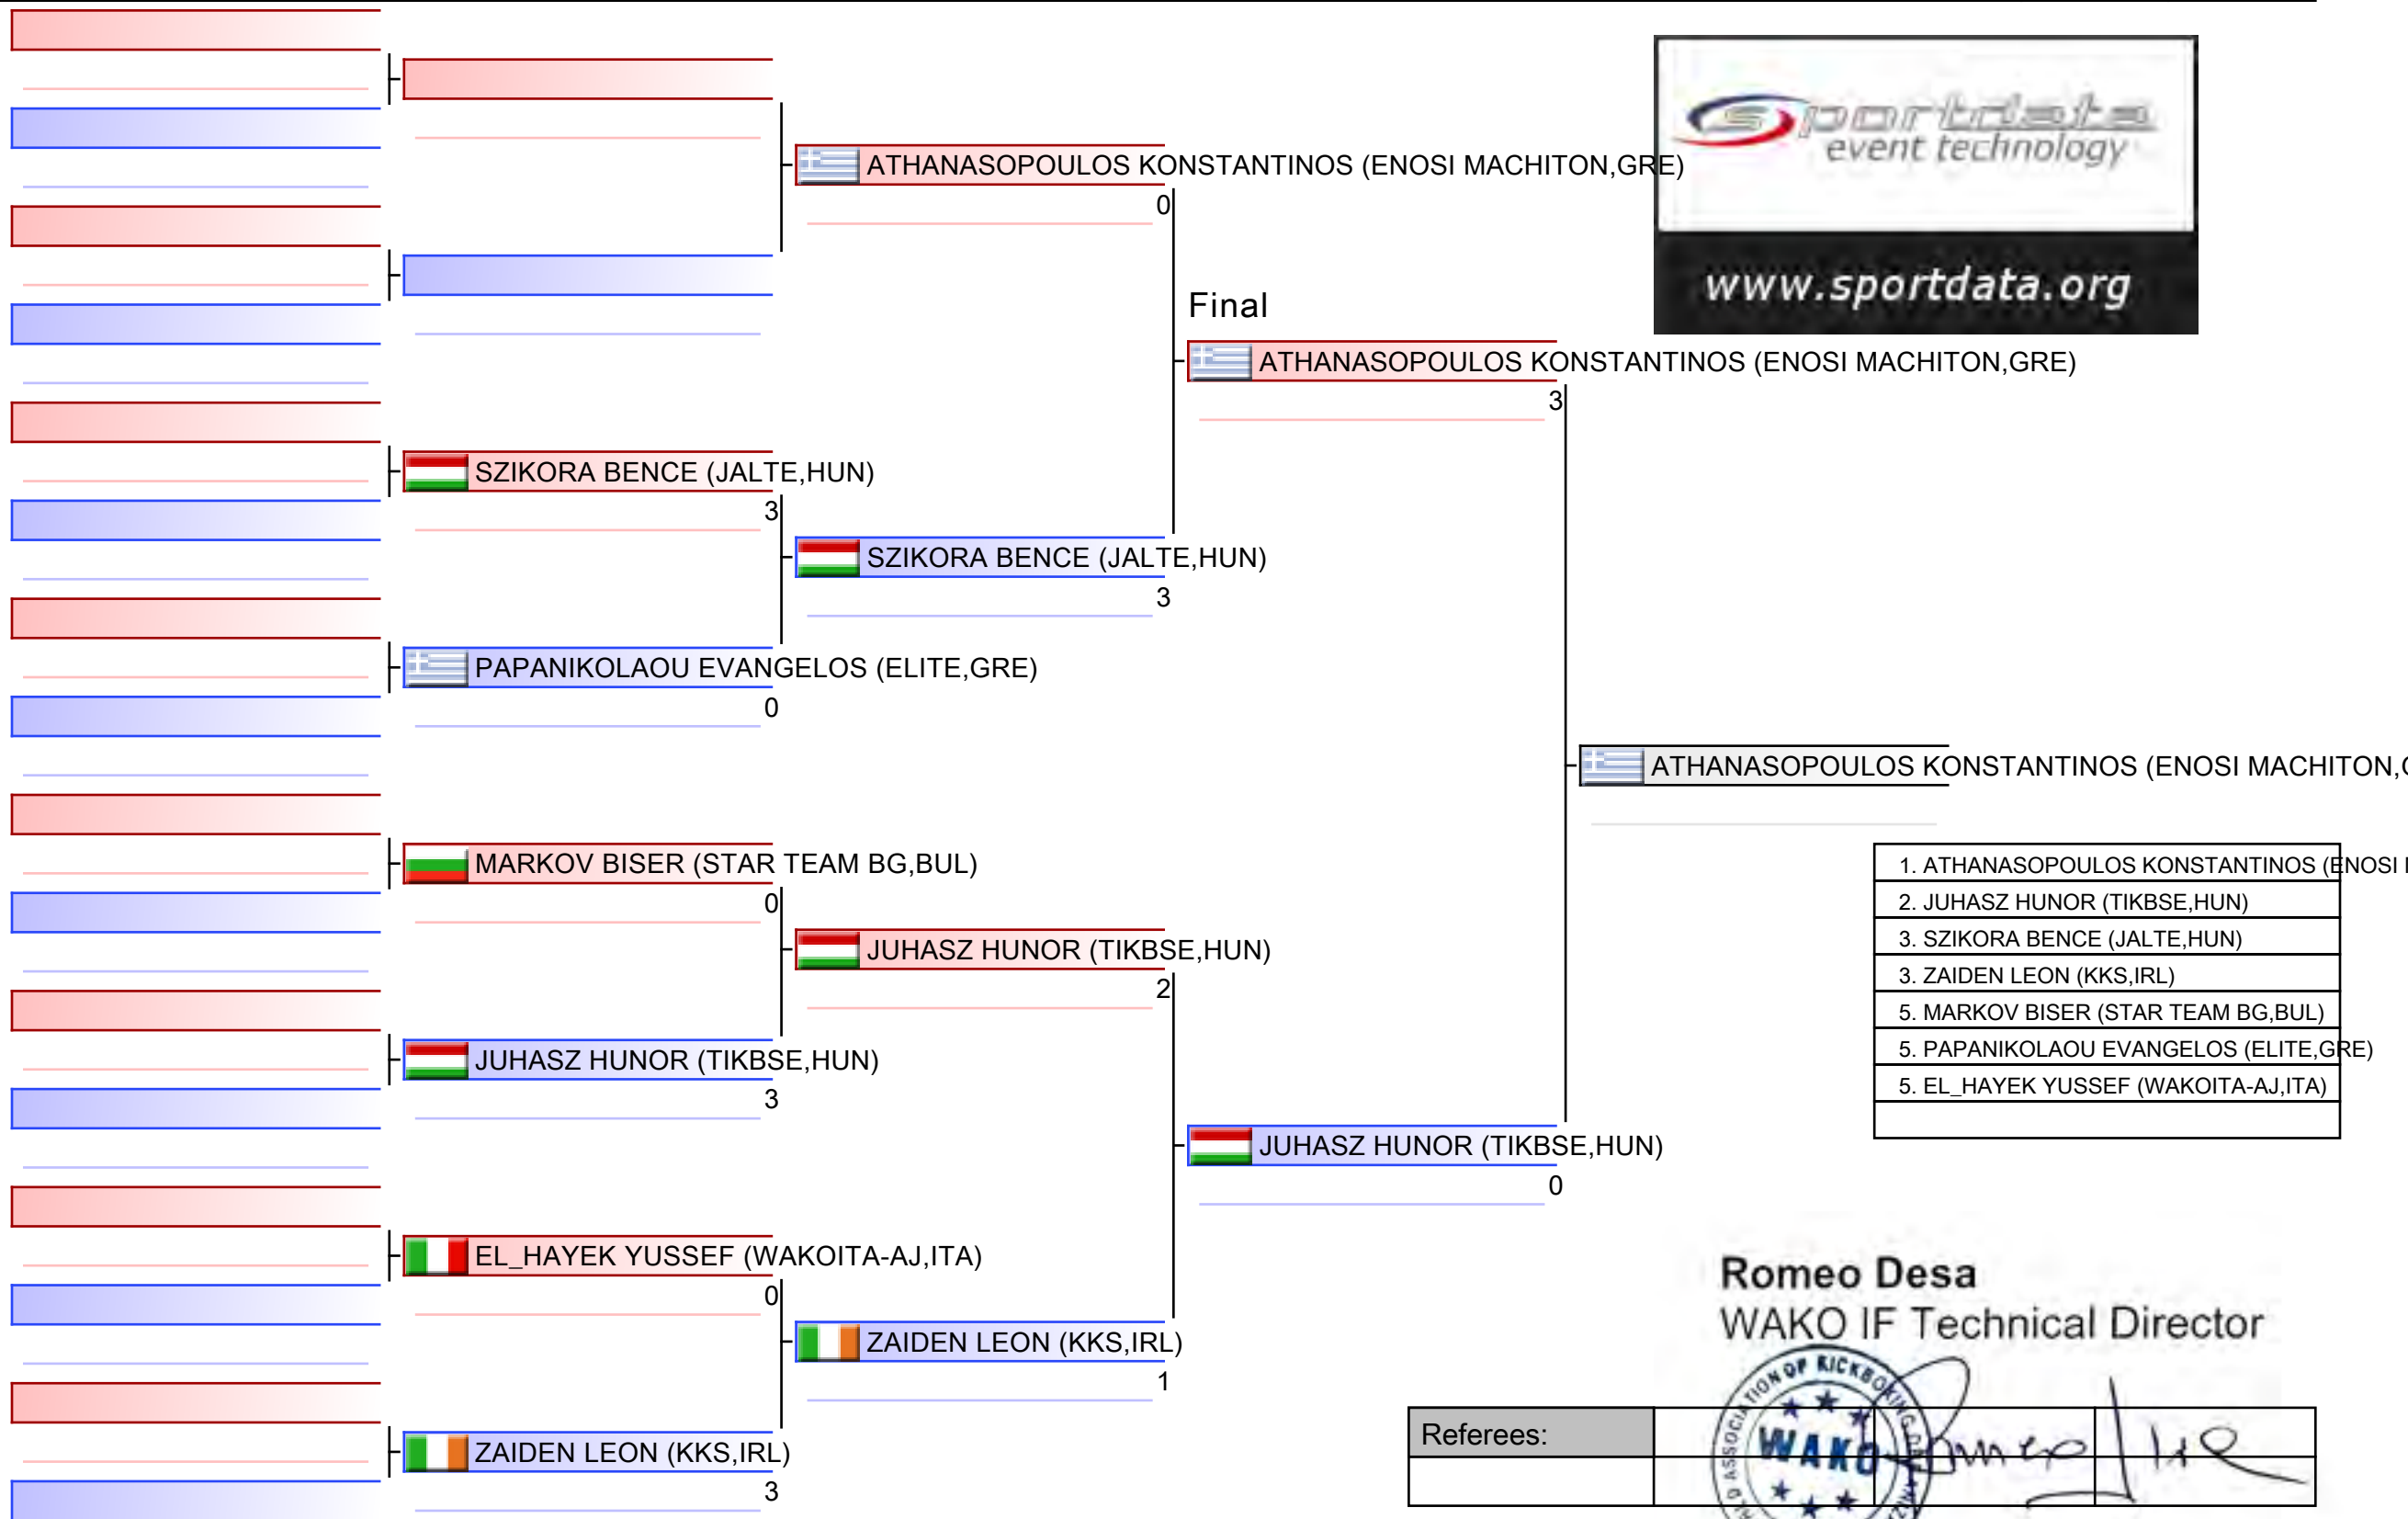 ATHANASOPOULOS KONSTANTINOS (ENOSI MACHITON,GRE)
0
sportdata
event technology
www.sportdata.org
Final
ATHANASOPOULOS KONSTANTINOS (ENOSI MACHITON,GRE)
3
SZIKORA BENCE (JALTE,HUN)
3
SZIKORA BENCE (JALTE,HUN)
3
PAPANIKOLAOU EVANGELOS (ELITE,GRE)
0
ATHANASOPOULOS KONSTANTINOS (ENOSI MACHITON,
MARKOV BISER (STAR TEAM BG,BUL)
0
JUHASZ HUNOR (TIKBSE,HUN)
2
JUHASZ HUNOR (TIKBSE,HUN)
3
JUHASZ HUNOR (TIKBSE,HUN)
0
1. ATHANASOPOULOS KONSTANTINOS (ENOSI
2. JUHASZ HUNOR (TIKBSE,HUN)
3. SZIKORA BENCE (JALTE,HUN)
3. ZAIDEN LEON (KKS,IRL)
5. MARKOV BISER (STAR TEAM BG,BUL)
5. PAPANIKOLAOU EVANGELOS (ELITE,GRE)
5. EL_HAYEK YUSSEF (WAKOITA-AJ,ITA)
EL_HAYEK YUSSEF (WAKOITA-AJ,ITA)
0
ZAIDEN LEON (KKS,IRL)
1
ZAIDEN LEON (KKS,IRL)
3
Romeo Desa
WAKO IF Technical Director
Referees:
ASSOCIATION OF KICKBOXING
WAKO